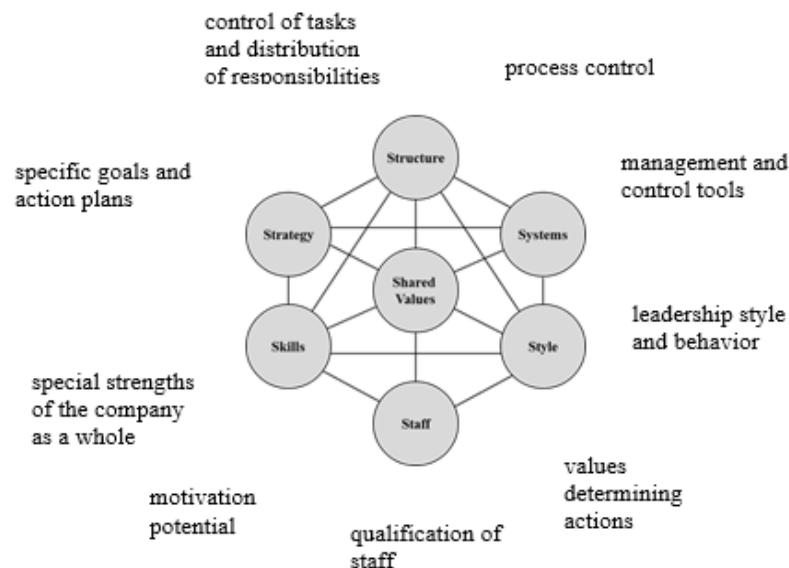 control of tasks
and distribution
of responsibilities
process control
Structure
specific goals and
action plans
management and
control tools
Strategy
Systems
Shared
Values
leadership style
and behavior
Skills
Style
special strengths
of the company
as a whole
Staff
values
determining
actions
motivation
potential
qualification of
staff